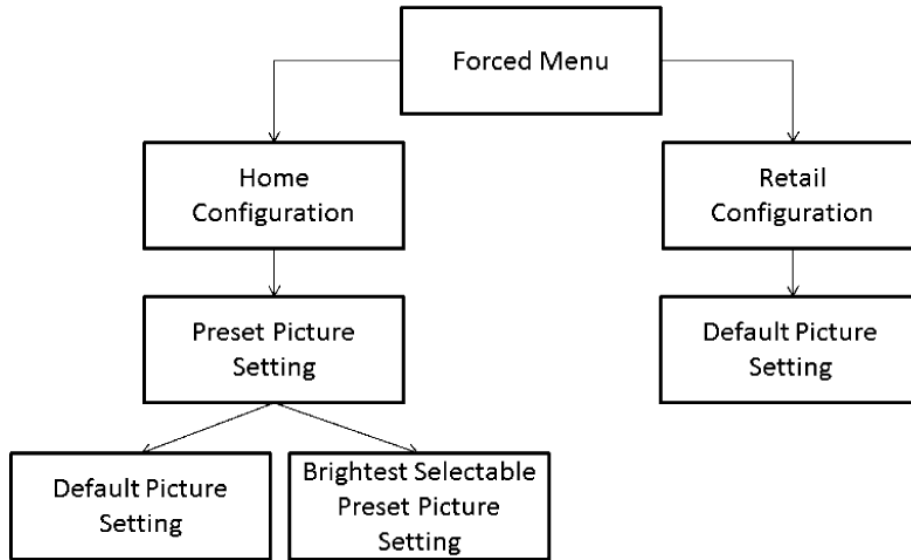 Forced Menu
Home
Configuration
Retail
Configuration
Preset Picture
Setting
Default Picture
Setting
Default Picture
Setting
Brightest Selectable
Preset Picture
Setting